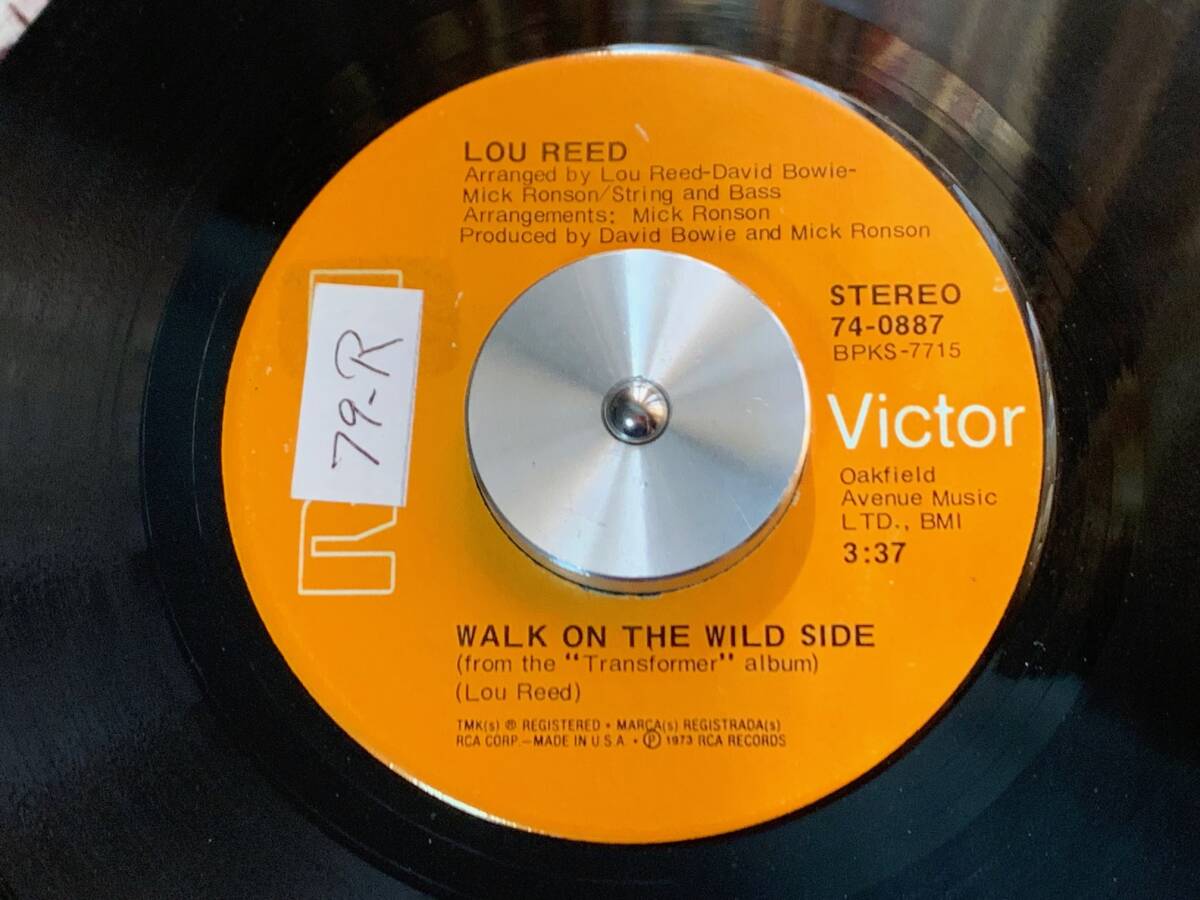 LOU REED
Arranged by Lou Reed-David Bowie-
Mick Ronson/String and Bass
Arrangements: Mick Ronson
Produced by David Bowie and Mick Ronson
STEREO
74-0887
BPKS-7715
79-R
Victor
Oakfield
Avenue Music
LTD., BMI
3:37
WALK ON THE WILD SIDE
(from the "Transformer" album)
(Lou Reed)
TMK(s) ® REGISTERED • MARCA(s) REGISTRADA(s)
RCA CORP.—MADE IN U.S.A. • ℗ 1973 RCA RECORDS